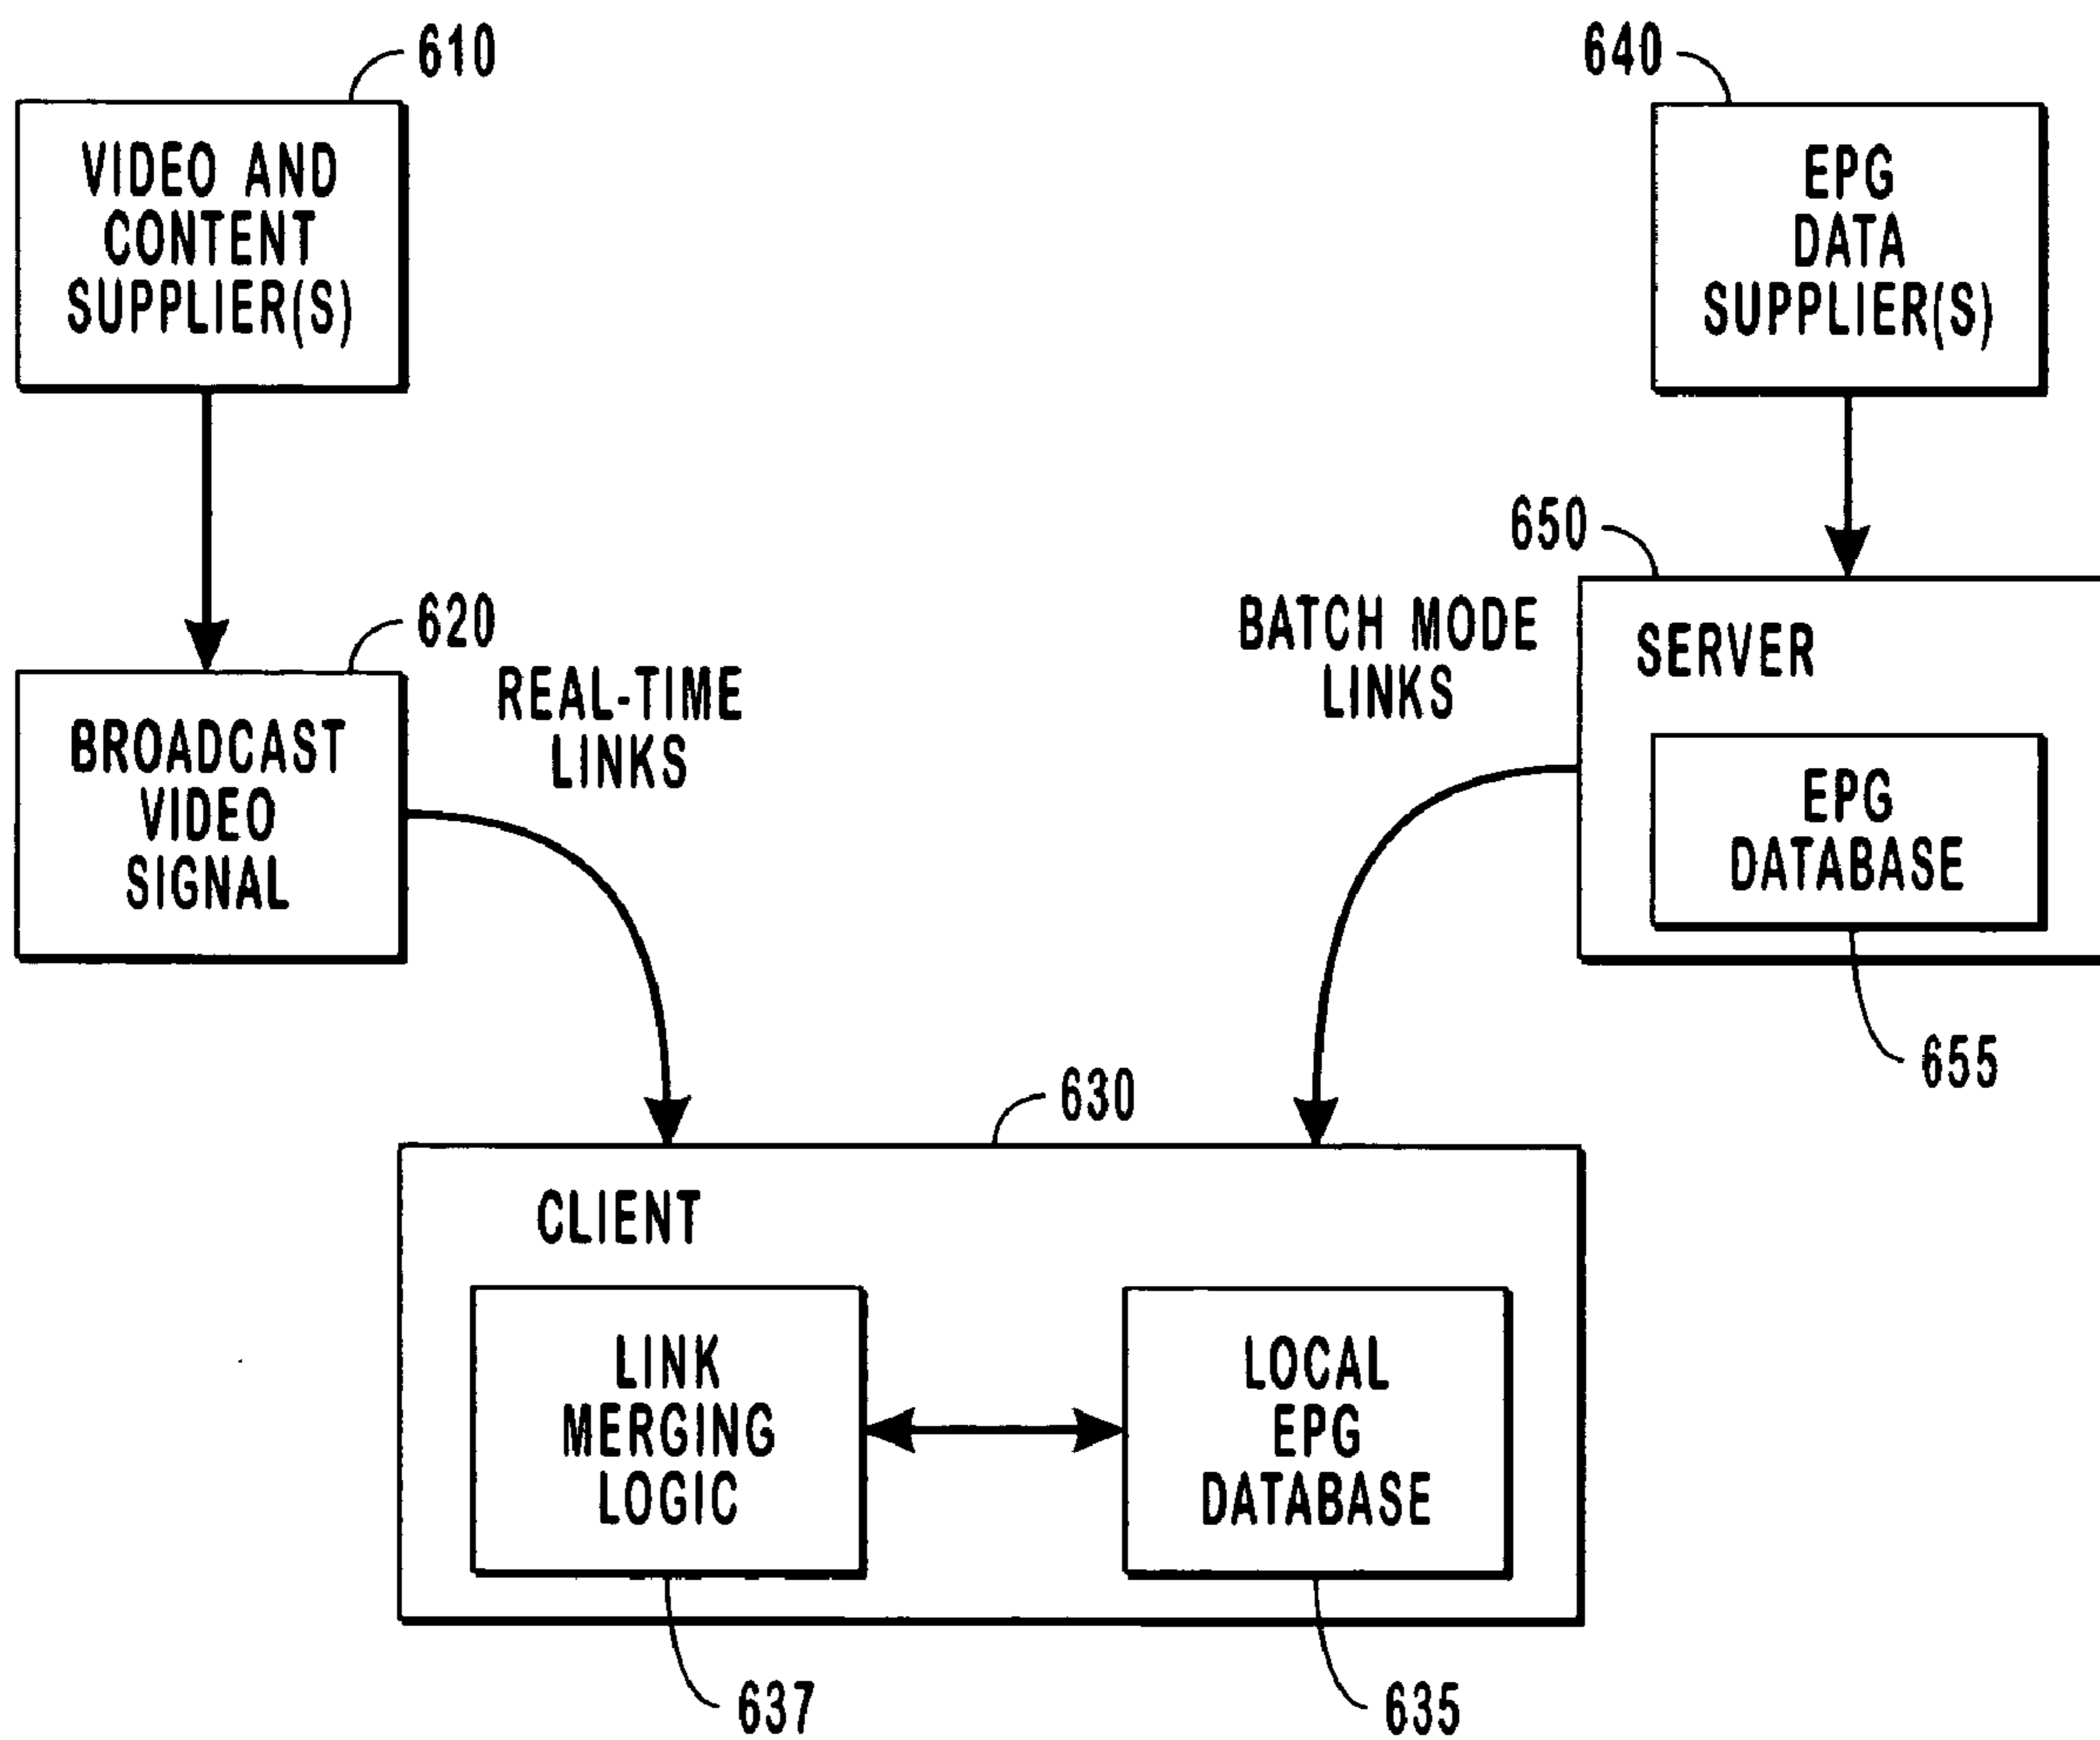 610
VIDEO AND
CONTENT
SUPPLIER(S)
640
EPG
DATA
SUPPLIER(S)
620
BROADCAST
VIDEO
SIGNAL
REAL-TIME
LINKS
BATCH MODE
LINKS
650
SERVER
EPG
DATABASE
655
630
CLIENT
LINK
MERGING
LOGIC
LOCAL
EPG
DATABASE
637
635